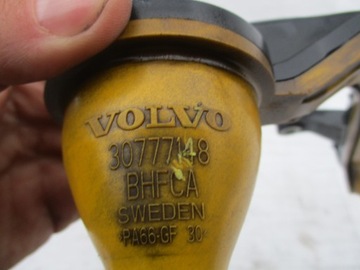 VOLVO
30777148
BHFCA
SWEDEN
PA66-GF 30